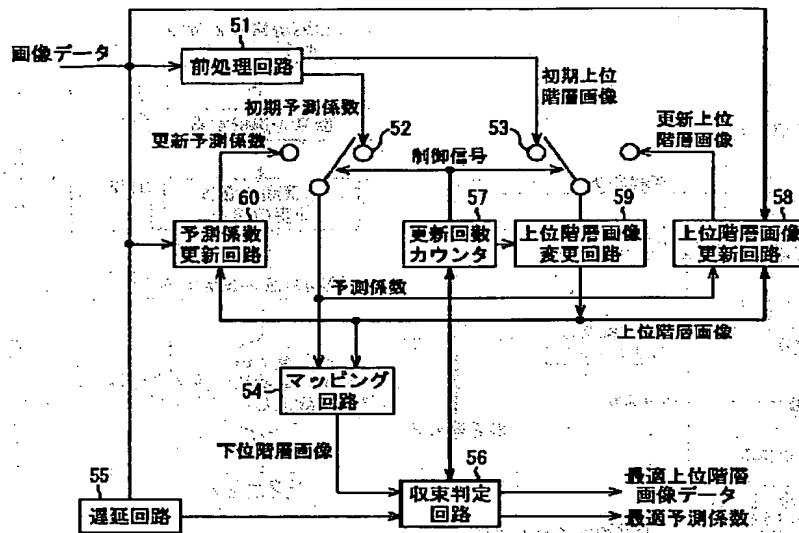 画像データ
51
前処理回路
初期予測係数
初期上位
階層画像
更新予測係数
52
53
更新上位
階層画像
制御信号
60
予測係数
更新回路
57
更新回数
カウンタ
59
上位階層画像
変更回路
58
上位階層画像
更新回路
予測係数
上位階層画像
54
マッピング
回路
下位階層画像
55
遅延回路
56
収束判定
回路
最適上位階層
画像データ
最適予測係数